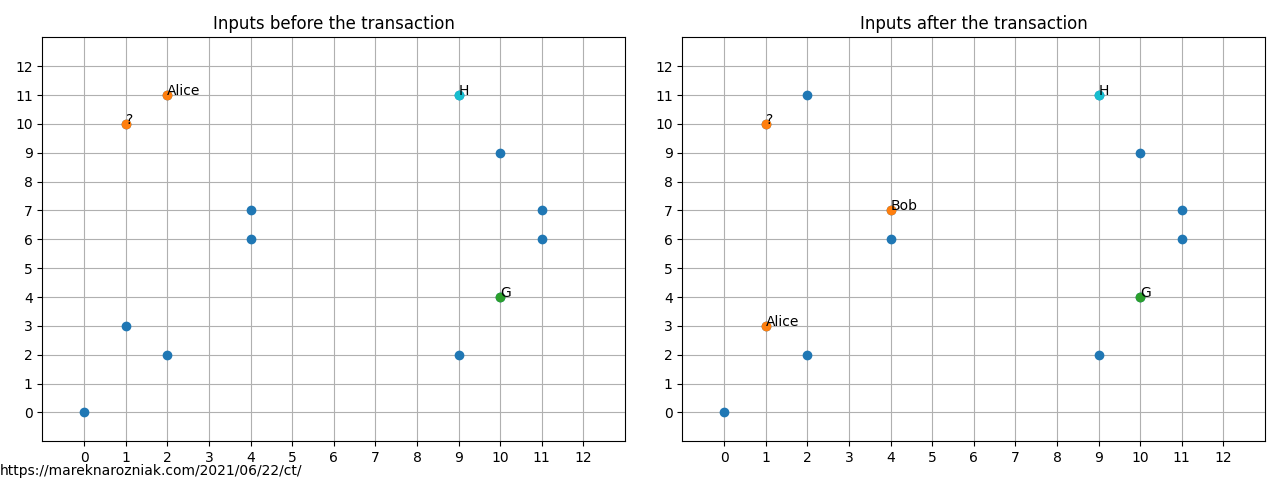 Inputs before the transaction
12
11
10
9
8
7
6
5
4
3
2
1
0
Alice
?
H
G
0 1 2 3 4 5 6 7 8 9 10 11 12
Inputs after the transaction
12
11
10
9
8
7
6
5
4
3
2
1
0
H
?
Bob
G
Alice
0 1 2 3 4 5 6 7 8 9 10 11 12
https://mareknarozniak.com/2021/06/22/ct/